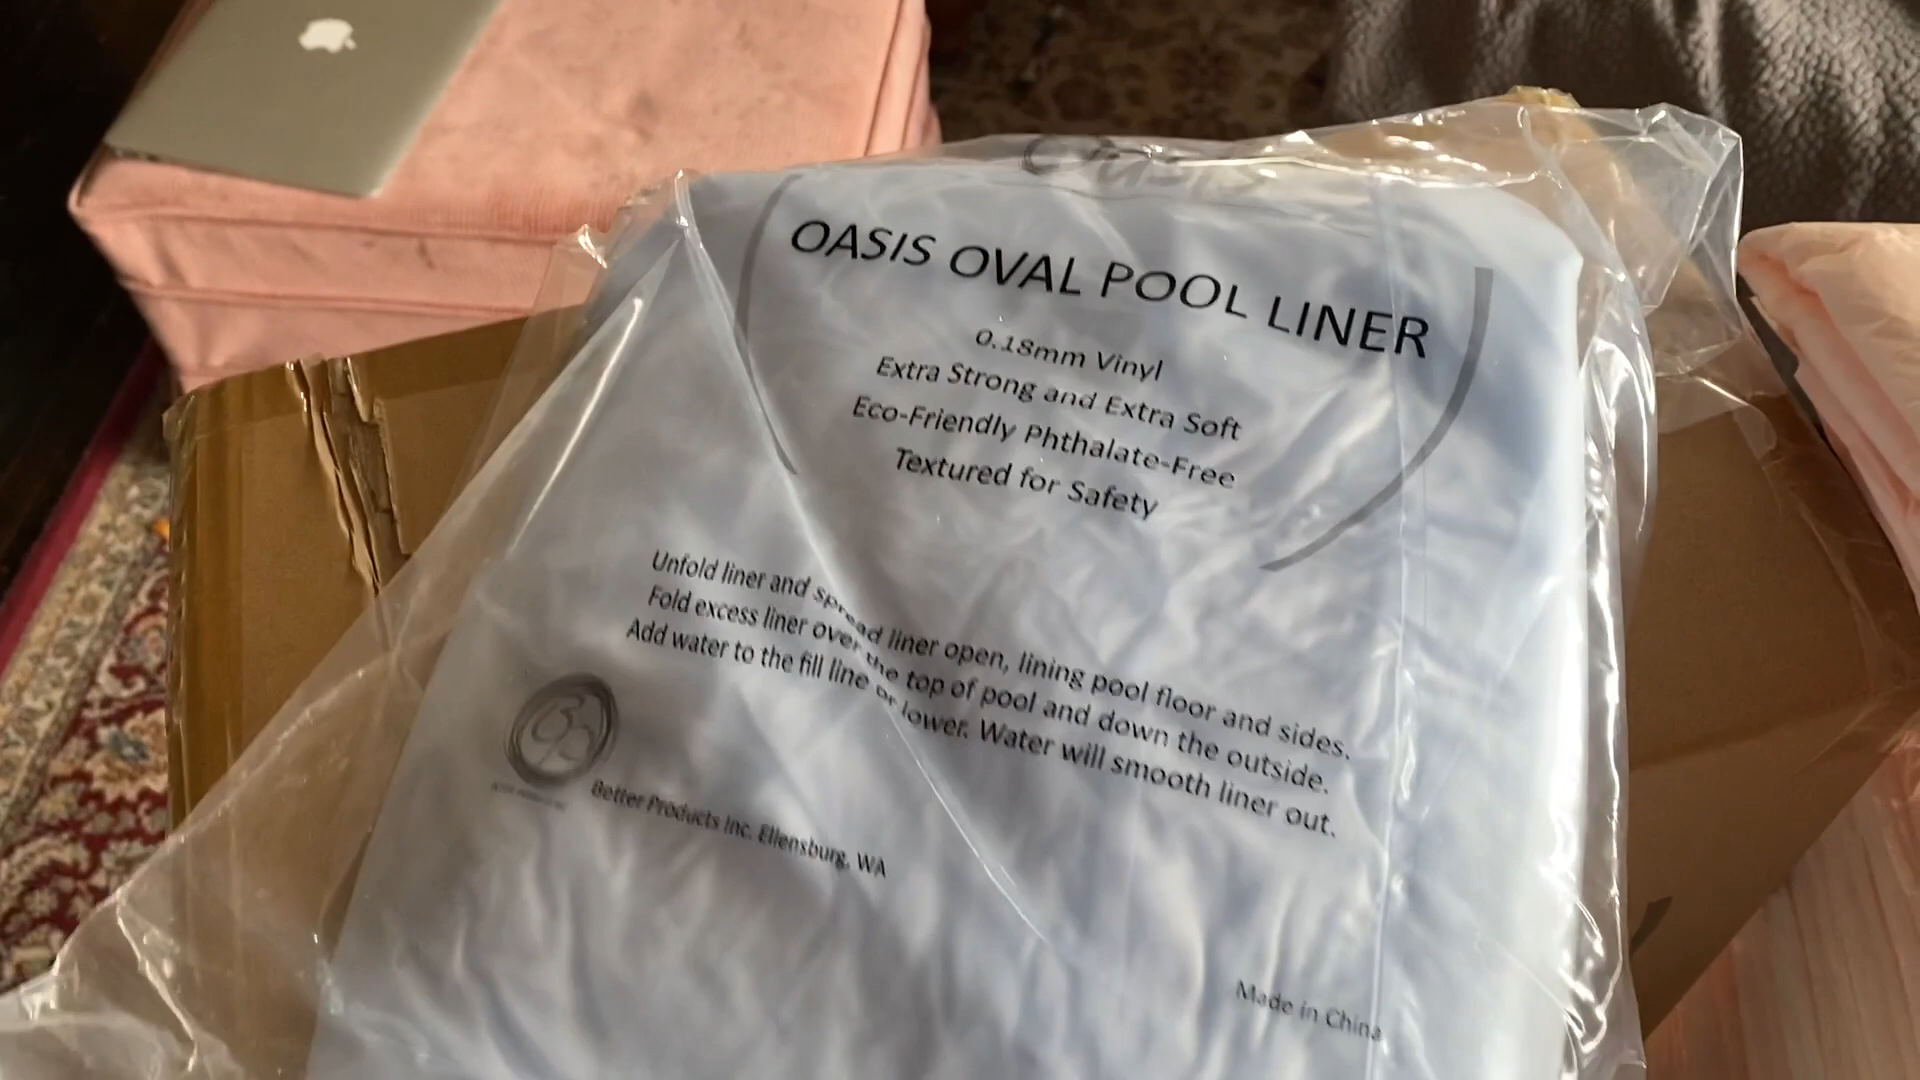 Oasis
OASIS OVAL POOL LINER
0.18mm Vinyl
Extra Strong and Extra Soft
Eco-Friendly Phthalate-Free
Textured for Safety
Unfold liner and spread liner open, lining pool floor and sides.
Fold excess liner over the top of pool and down the outside.
Add water to the fill line or lower. Water will smooth liner out.
Better Products Inc. Ellensburg, WA
Made in China